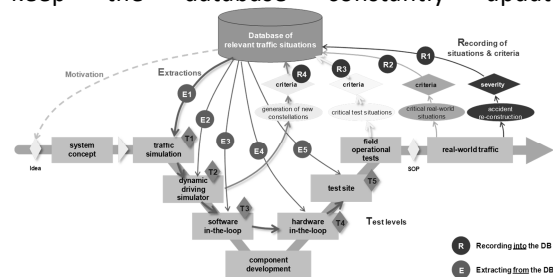 keep the database constantly updat
Database of
relevant traffic situations
Recording of
situations & criteria
Motivation
Extractions
R1
R2
R3
R4
E1
E2
E3
E4
E5
criteria
criteria
criteria
severity
generation of new
constellations
critical test situations
critical real-world
situations
accident
re-construction
Idea
system
concept
traffic
simulation
T1
field
operational
tests
SOP
real-world traffic
dynamic
driving
simulator
T2
test site
T5
software
in-the-loop
T3
hardware
in-the-loop
T4
Test levels
component
development
R Recording into the DB
E Extracting from the DB